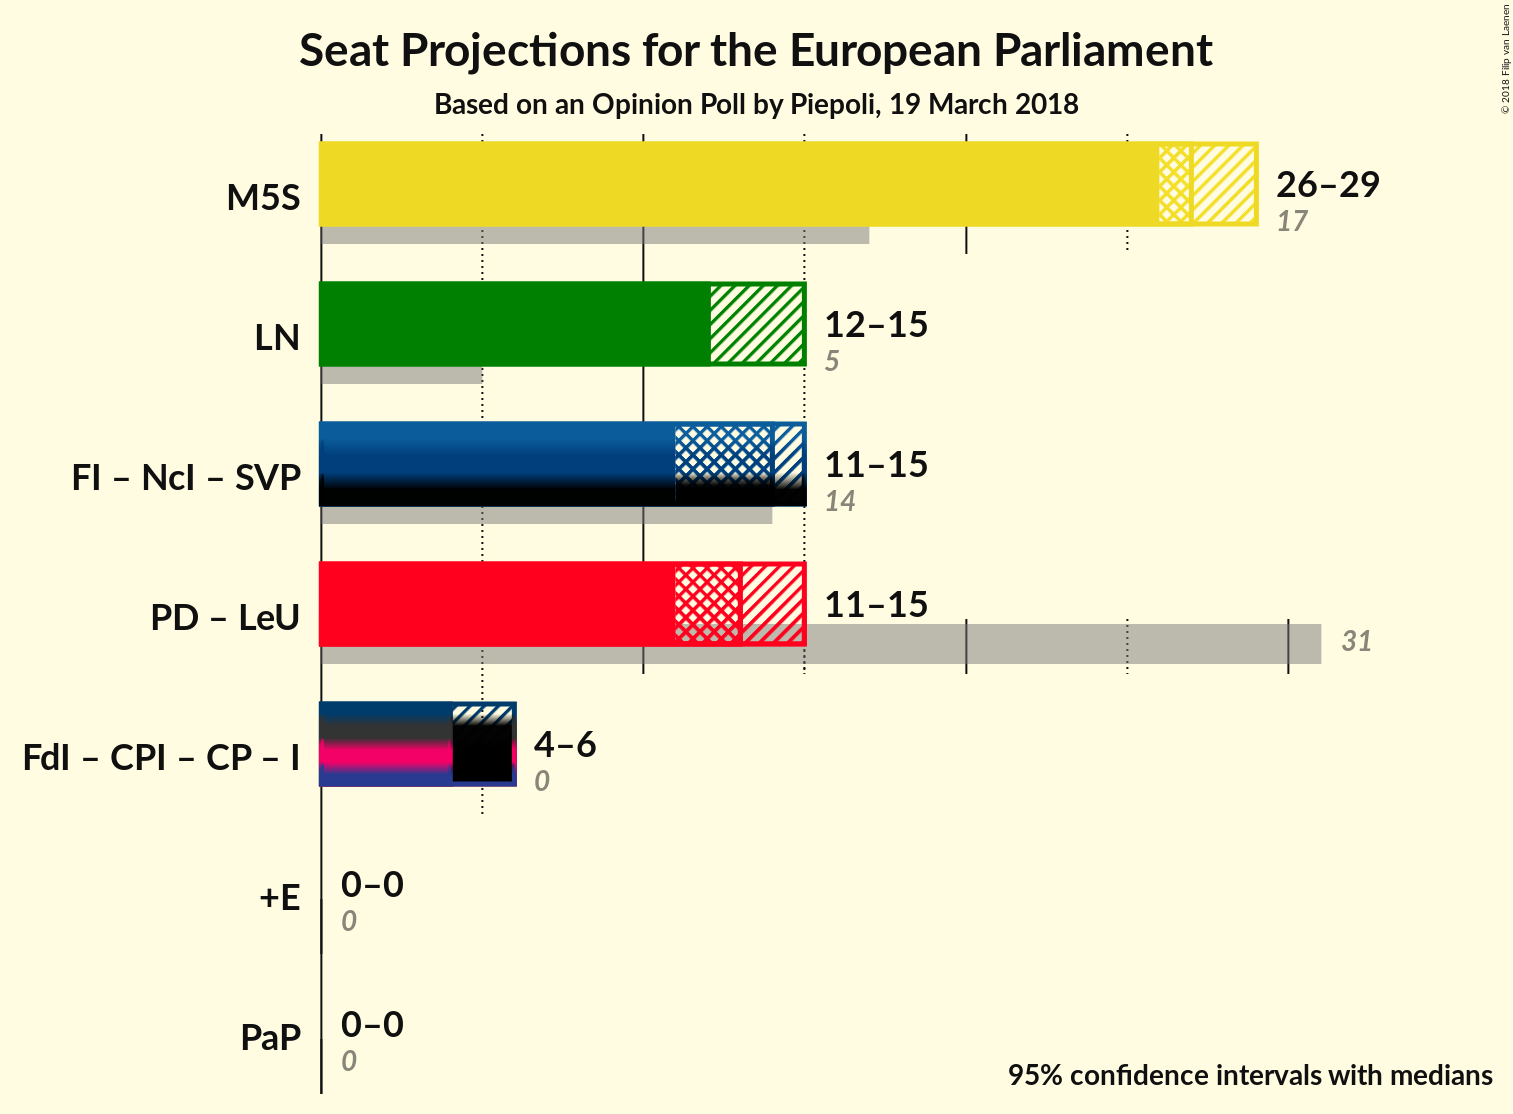 Seat Projections for the European Parliament
Based on an Opinion Poll by Piepoli, 19 March 2018
© 2018 Filip van Laenen
M5S
26–29
17
LN
12–15
5
FI – NcI – SVP
11–15
14
PD – LeU
11–15
31
FdI – CPI – CP – I
4–6
0
+E
0–0
0
PaP
0–0
0
95% confidence intervals with medians